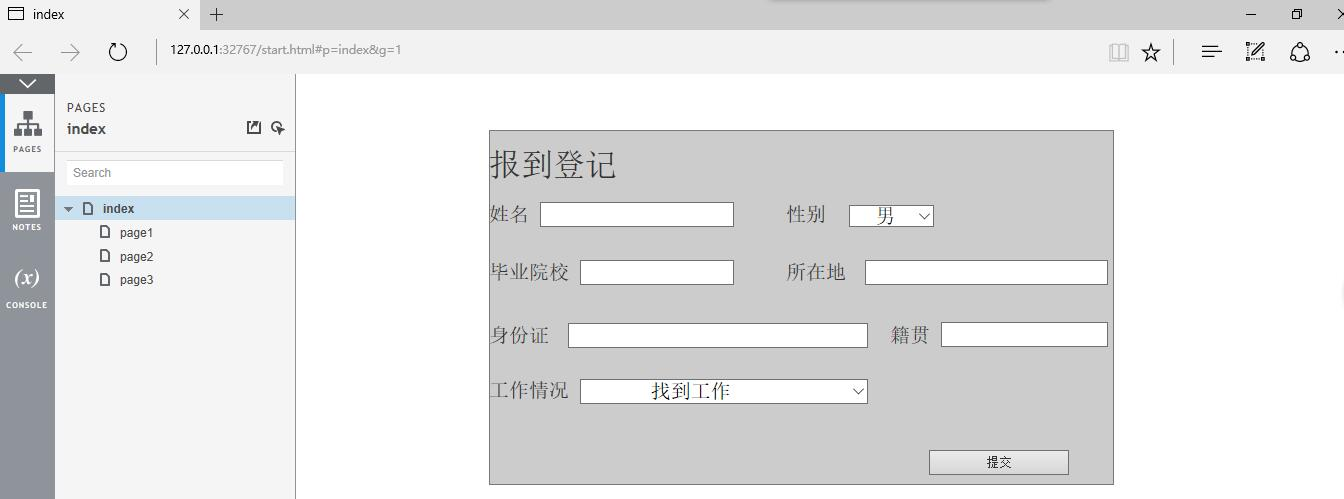 index
127.0.0.1:32767/start.html#p=index&g=1
PAGES
index
Search
index
page1
page2
page3
PAGES
NOTES
(x)
CONSOLE
报到登记
姓名 性别 男
毕业院校 所在地
身份证 籍贯
工作情况 找到工作
提交